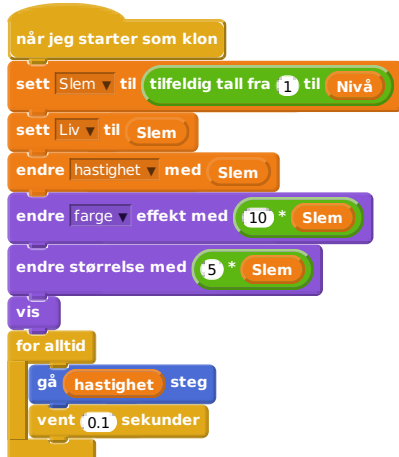 når jeg starter som klon
sett Slem til tilfeldig tall fra 1 til Nivå
sett Liv til Slem
endre hastighet med Slem
endre farge effekt med 10 * Slem
endre størrelse med 5 * Slem
vis
for alltid
gå hastighet steg
vent 0.1 sekunder